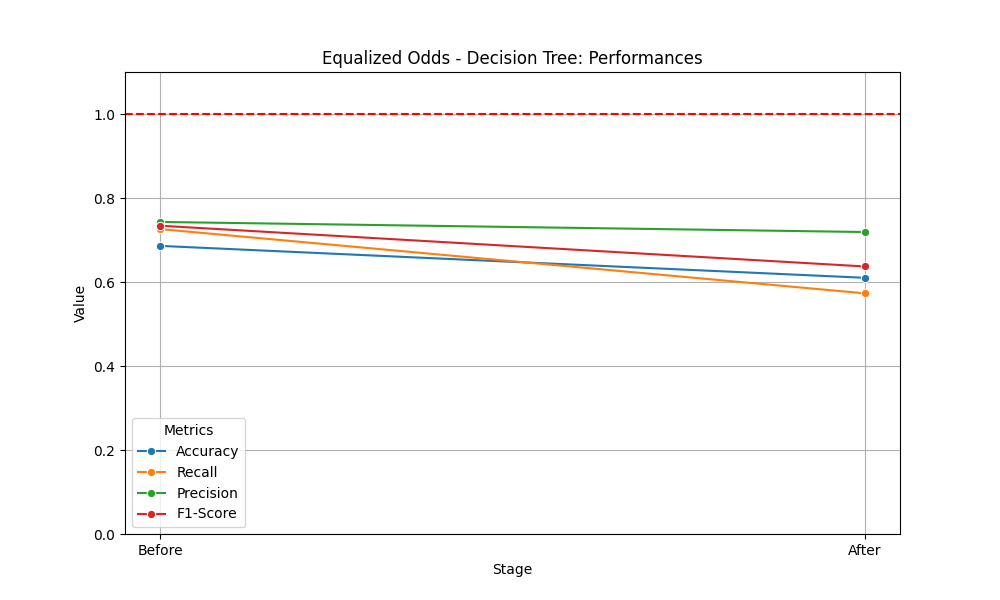 Equalized Odds - Decision Tree: Performances
Value
1.0
0.8
0.6
0.4
0.2
0.0
Metrics
Accuracy
Recall
Precision
F1-Score
Before
After
Stage